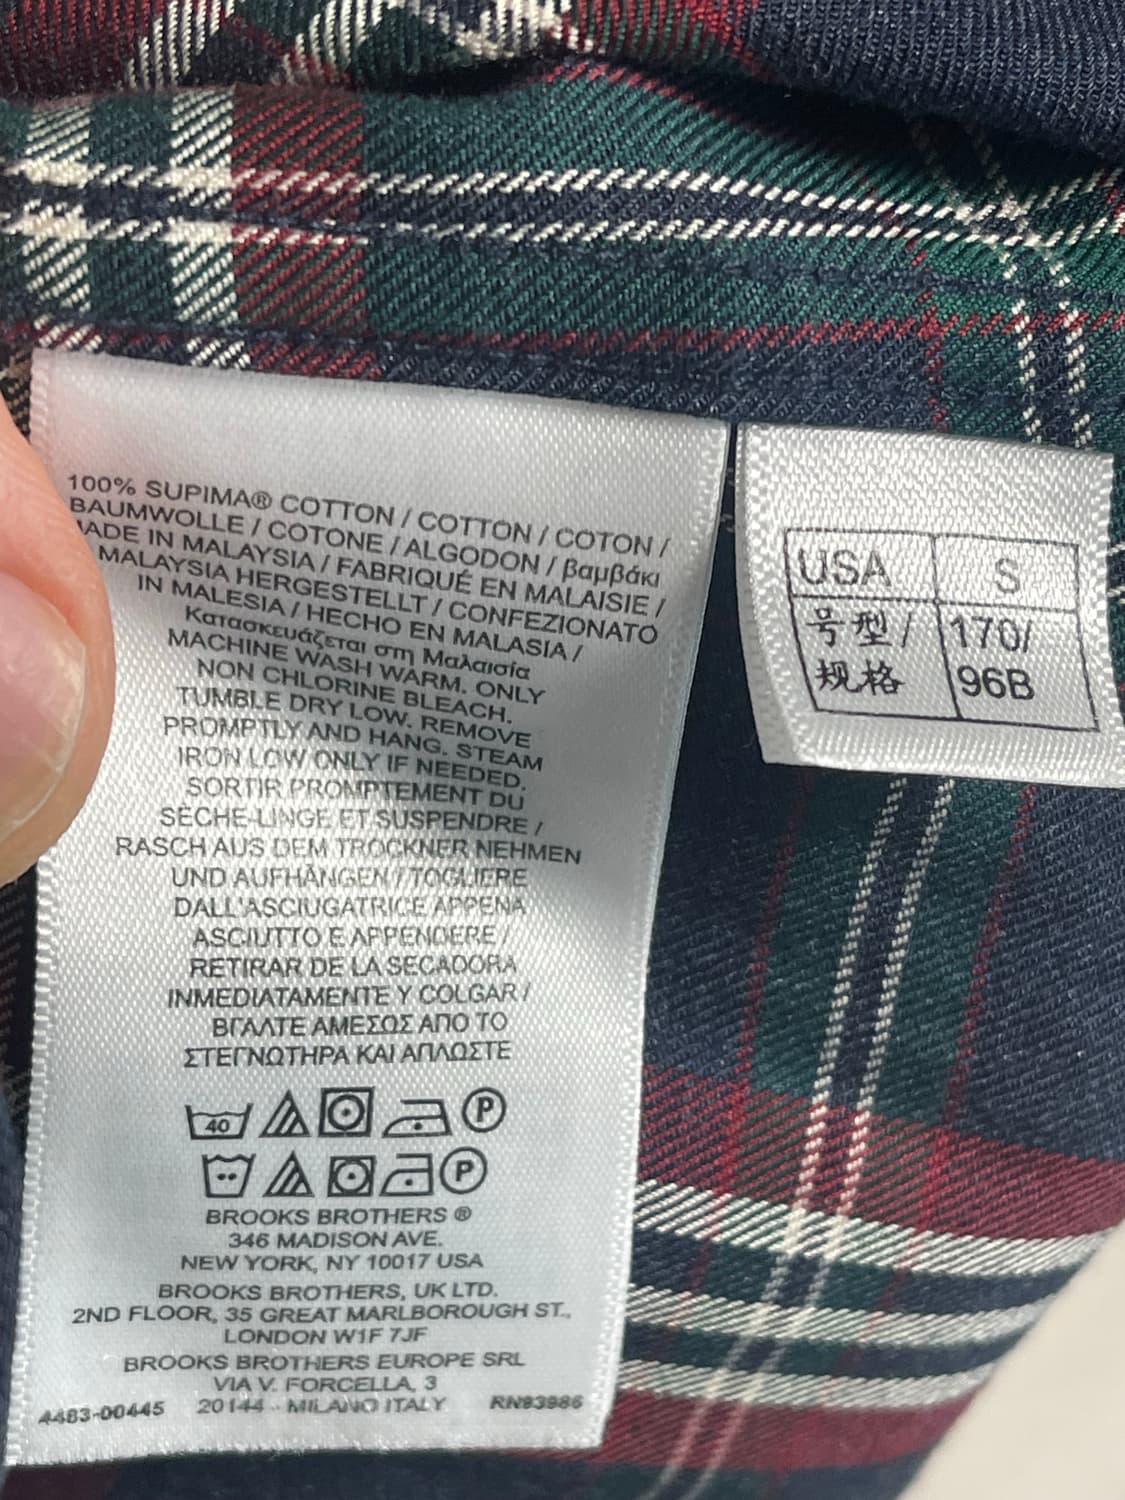 100% SUPIMA® COTTON / COTTON / COTON /
BAUMWOLLE / COTONE / ALGODON / βαμβάκι
MADE IN MALAYSIA / FABRIQUÉ EN MALAISIE /
MALAYSIA HERGESTELLT / CONFEZIONATO
IN MALESIA / HECHO EN MALASIA /
Κατασκευάζεται στη Μαλαισία
MACHINE WASH WARM. ONLY
NON CHLORINE BLEACH.
TUMBLE DRY LOW. REMOVE
PROMPTLY AND HANG. STEAM
IRON LOW ONLY IF NEEDED.
SORTIR PROMPTEMENT DU
SÈCHE-LINGE ET SUSPENDRE /
RASCH AUS DEM TROCKNER NEHMEN
UND AUFHÄNGEN / TOGLIERE
DALL'ASCIUGATRICE APPENA
ASCIUTTO E APPENDERE /
RETIRAR DE LA SECADORA
INMEDIATAMENTE Y COLGAR /
ΒΓΑΛΤΕ ΑΜΕΣΩΣ ΑΠΟ ΤΟ
ΣΤΕΓΝΩΤΗΡΑ ΚΑΙ ΑΠΛΩΣΤΕ
40 P
P
BROOKS BROTHERS ®
346 MADISON AVE.
NEW YORK, NY 10017 USA
BROOKS BROTHERS, UK LTD.
2ND FLOOR, 35 GREAT MARLBOROUGH ST.,
LONDON W1F 7JF
BROOKS BROTHERS EUROPE SRL
VIA V. FORCELLA, 3
4483-00445 20144 - MILANO ITALY RN83986
USA S
号型/ 170/
规格 96B